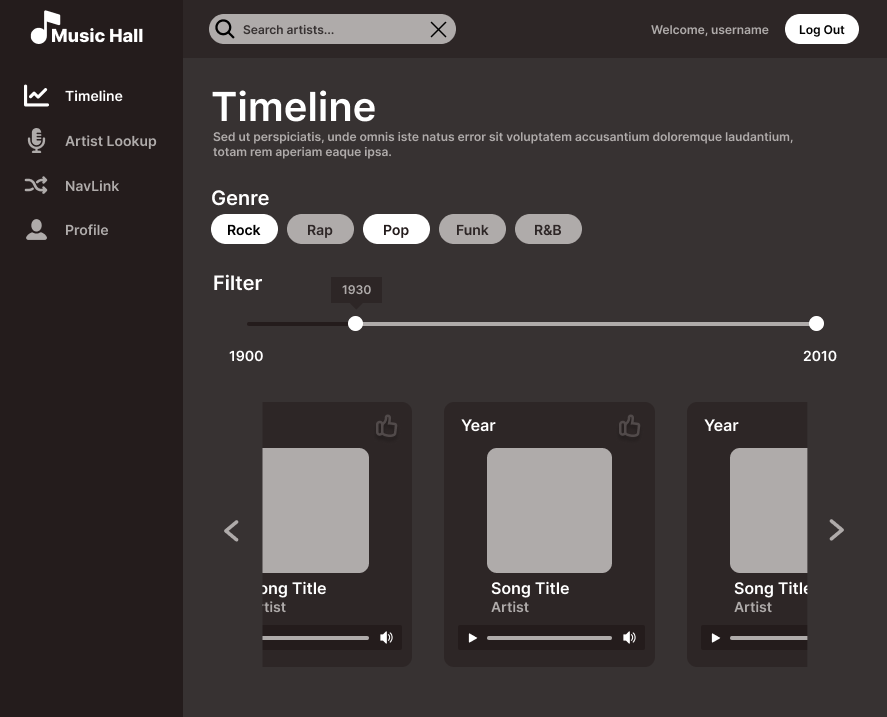 Music Hall
Search artists...
Welcome, username
Log Out
Timeline
Artist Lookup
NavLink
Profile
Timeline
Sed ut perspiciatis, unde omnis iste natus error sit voluptatem accusantium doloremque laudantium,
totam rem aperiam eaque ipsa.
Genre
Rock Rap Pop Funk R&B
Filter
1930
1900 2010
Year Year
ong Title Song Title Song Title
rtist Artist Artist